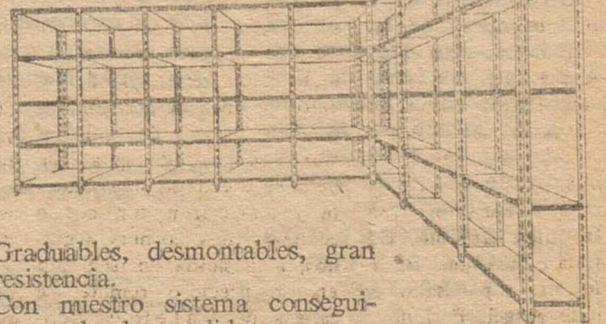 Graduables, desmontables, gran
resistencia.
Con nuestro sistema consegui-